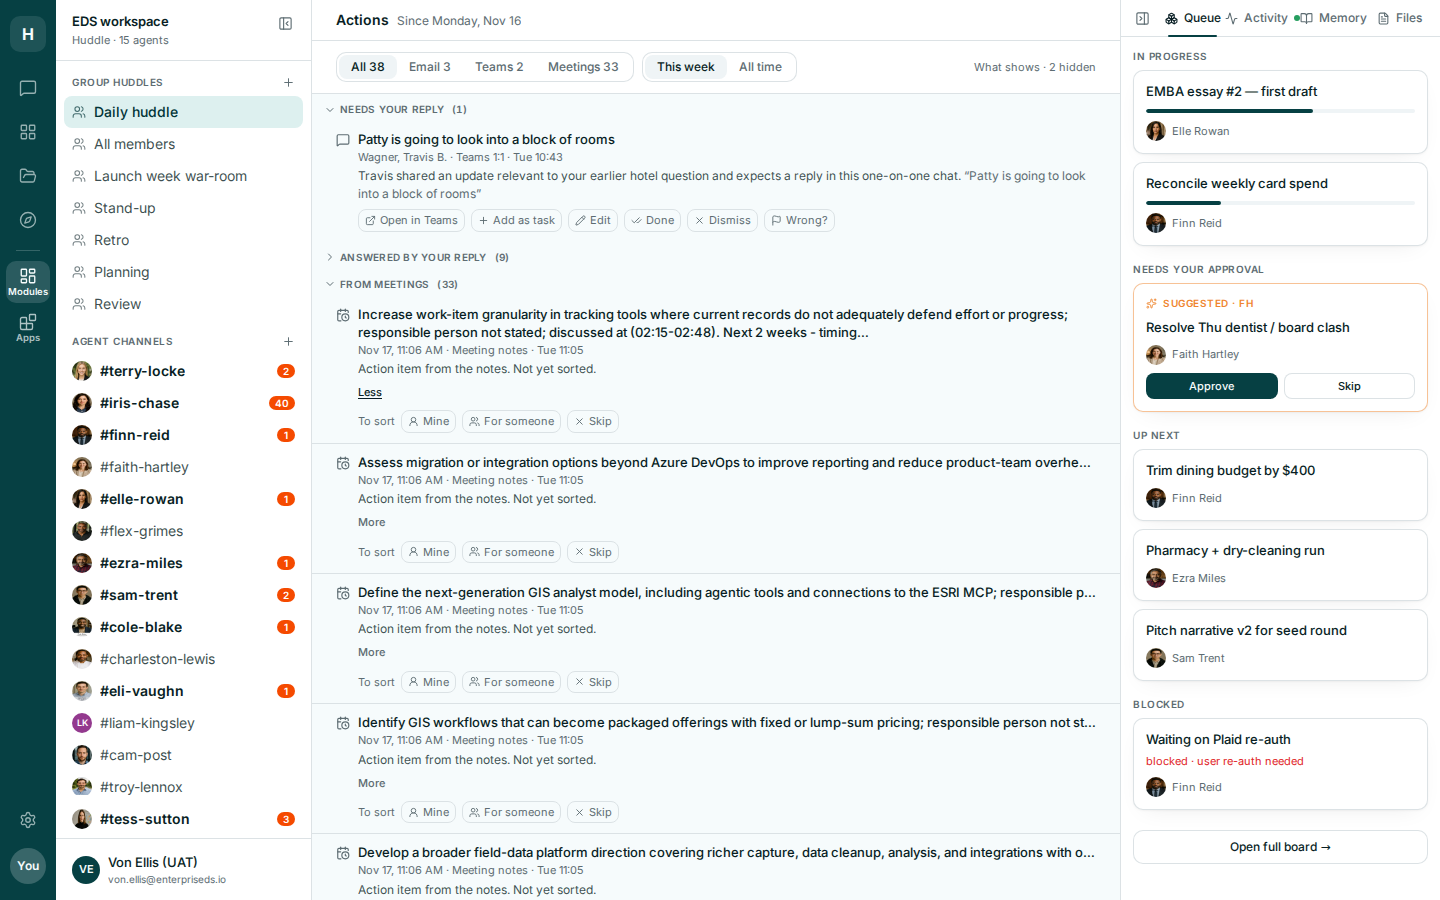 H
Modules
Apps
You
EDS workspace
Huddle · 15 agents
GROUP HUDDLES
Daily huddle
All members
Launch week war-room
Stand-up
Retro
Planning
Review
AGENT CHANNELS
#terry-locke 2
#iris-chase 40
#finn-reid 1
#faith-hartley
#elle-rowan 1
#flex-grimes
#ezra-miles 1
#sam-trent 2
#cole-blake 1
#charleston-lewis
#eli-vaughn 1
LK #liam-kingsley
#cam-post
#troy-lennox
#tess-sutton 3
VE Von Ellis (UAT)
von.ellis@enterpriseds.io
Actions Since Monday, Nov 16
All 38 Email 3 Teams 2 Meetings 33 This week All time What shows · 2 hidden
NEEDS YOUR REPLY (1)
Patty is going to look into a block of rooms
Wagner, Travis B. · Teams 1:1 · Tue 10:43
Travis shared an update relevant to your earlier hotel question and expects a reply in this one-on-one chat. “Patty is going to look
into a block of rooms”
Open in Teams Add as task Edit Done Dismiss Wrong?
ANSWERED BY YOUR REPLY (9)
FROM MEETINGS (33)
Increase work-item granularity in tracking tools where current records do not adequately defend effort or progress;
responsible person not stated; discussed at (02:15-02:48). Next 2 weeks - timing...
Nov 17, 11:06 AM · Meeting notes · Tue 11:05
Action item from the notes. Not yet sorted.
Less
To sort Mine For someone Skip
Assess migration or integration options beyond Azure DevOps to improve reporting and reduce product-team overhe...
Nov 17, 11:06 AM · Meeting notes · Tue 11:05
Action item from the notes. Not yet sorted.
More
To sort Mine For someone Skip
Define the next-generation GIS analyst model, including agentic tools and connections to the ESRI MCP; responsible p...
Nov 17, 11:06 AM · Meeting notes · Tue 11:05
Action item from the notes. Not yet sorted.
More
To sort Mine For someone Skip
Identify GIS workflows that can become packaged offerings with fixed or lump-sum pricing; responsible person not st...
Nov 17, 11:06 AM · Meeting notes · Tue 11:05
Action item from the notes. Not yet sorted.
More
To sort Mine For someone Skip
Develop a broader field-data platform direction covering richer capture, data cleanup, analysis, and integrations with o...
Nov 17, 11:06 AM · Meeting notes · Tue 11:05
Action item from the notes. Not yet sorted.
Queue Activity Memory Files
IN PROGRESS
EMBA essay #2 — first draft
Elle Rowan
Reconcile weekly card spend
Finn Reid
NEEDS YOUR APPROVAL
SUGGESTED · FH
Resolve Thu dentist / board clash
Faith Hartley
Approve Skip
UP NEXT
Trim dining budget by $400
Finn Reid
Pharmacy + dry-cleaning run
Ezra Miles
Pitch narrative v2 for seed round
Sam Trent
BLOCKED
Waiting on Plaid re-auth
blocked · user re-auth needed
Finn Reid
Open full board →